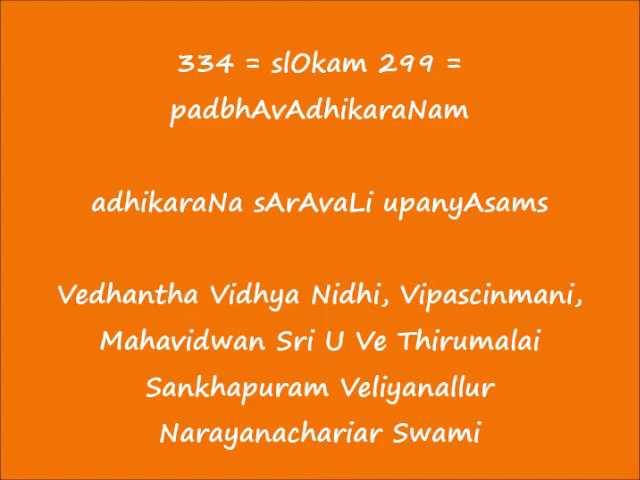 334 = slOkam 299 =
padbhAvAdhikaraNam
adhikaraNa sArAvaLi upanyAsams
Vedhantha Vidhya Nidhi, Vipascinmani,
Mahavidwan Sri U Ve Thirumalai
Sankhapuram Veliyanallur
Narayanachariar Swami